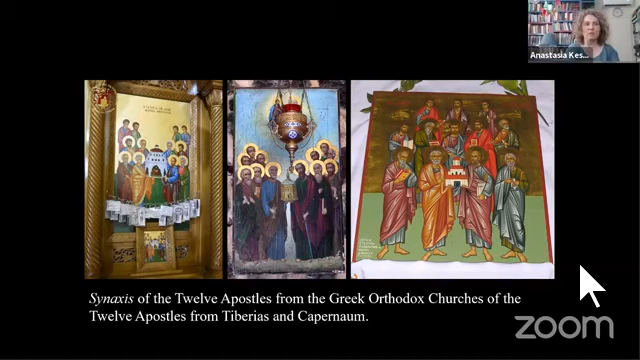 Anastasia Kes...
Synaxis of the Twelve Apostles from the Greek Orthodox Churches of the
Twelve Apostles from Tiberias and Capernaum.
zoom